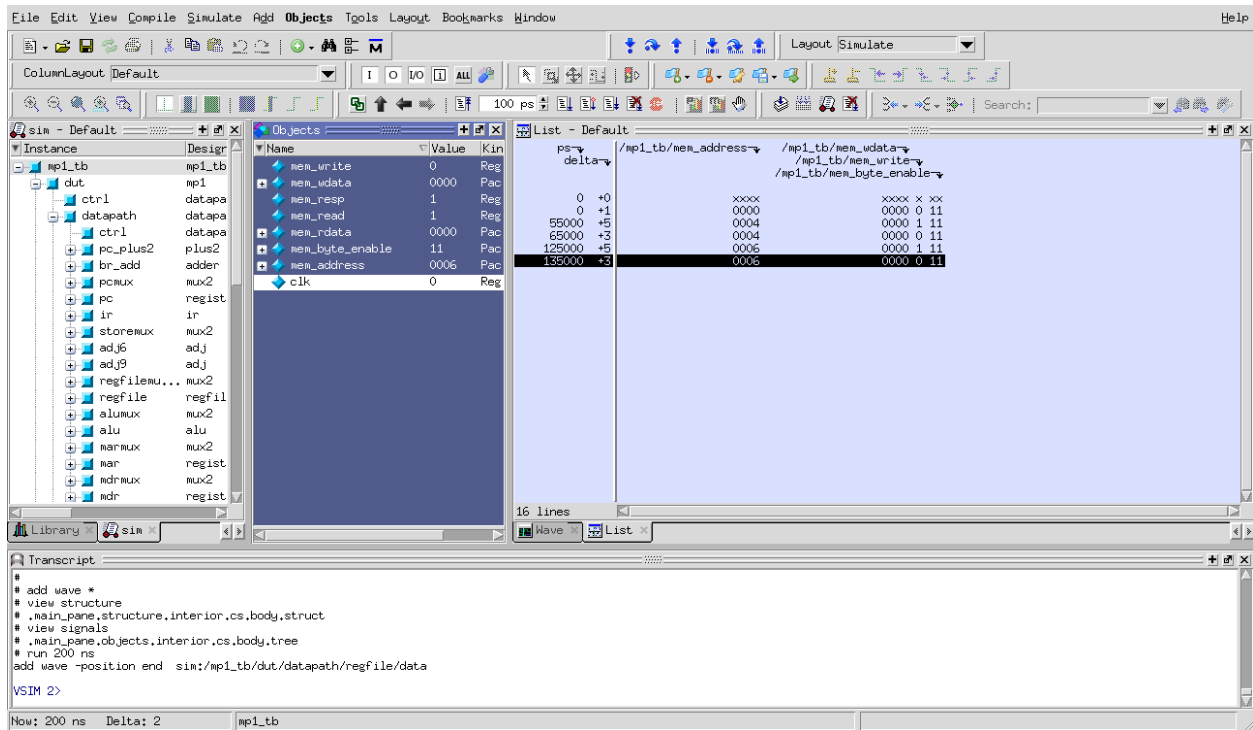 File Edit View Compile Simulate Add Objects Tools Layout Bookmarks Window Help
Layout Simulate
ColumnLayout Default
I O I/O ALL
100 ps Search:
sim - Default
Instance Design
mp1_tb mp1_tb
dut mp1
ctrl datapa
datapath datapa
ctrl datapa
pc_plus2 plus2
br_add adder
pcmux mux2
pc regist
ir ir
storemux mux2
adj6 adj
adj9 adj
regfilemu... mux2
regfile regfil
alumux mux2
alu alu
marmux mux2
mar regist
mdrmux mux2
mdr regist
Library sim
Objects
Name Value Kin
mem_write 0 Reg
mem_wdata 0000 Pac
mem_resp 1 Reg
mem_read 1 Reg
mem_rdata 0000 Pac
mem_byte_enable 11 Pac
mem_address 0006 Pac
clk 0 Reg
List - Default
ps /mp1_tb/mem_address /mp1_tb/mem_wdata
delta /mp1_tb/mem_write
/mp1_tb/mem_byte_enable
0 +0 xxxx xxxx x xx
0 +1 0000 0000 0 11
55000 +5 0004 0000 1 11
65000 +3 0004 0000 0 11
125000 +5 0006 0000 1 11
135000 +3 0006 0000 0 11
16 lines
Wave List
Transcript
#
# add wave *
# view structure
# .main_pane.structure.interior.cs.body.struct
# view signals
# .main_pane.objects.interior.cs.body.tree
# run 200 ns
add wave -position end sim:/mp1_tb/dut/datapath/regfile/data
VSIM 2>
Now: 200 ns Delta: 2 mp1_tb